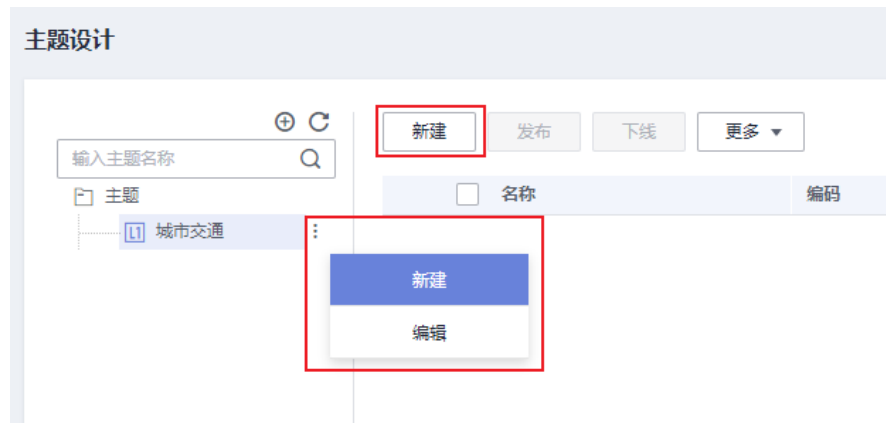 主题设计
新建 发布 下线 更多
输入主题名称
主题
名称 编码
L1 城市交通
新建
编辑